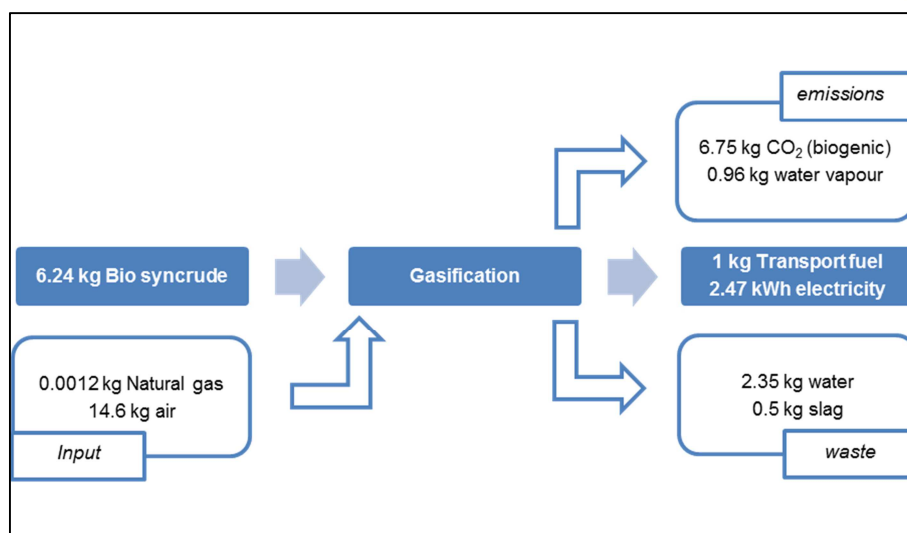 emissions
6.75 kg CO₂ (biogenic)
0.96 kg water vapour
6.24 kg Bio syncrude
Gasification
1 kg Transport fuel
2.47 kWh electricity
0.0012 kg Natural gas
14.6 kg air
Input
2.35 kg water
0.5 kg slag
waste